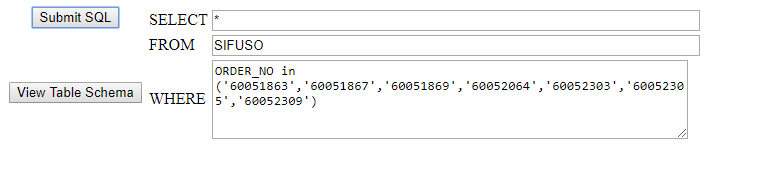 Submit SQL SELECT *
FROM SIFUSO
ORDER_NO in
View Table Schema WHERE ('60051863','60051867','60051869','60052064','60052303','6005230
5','60052309')